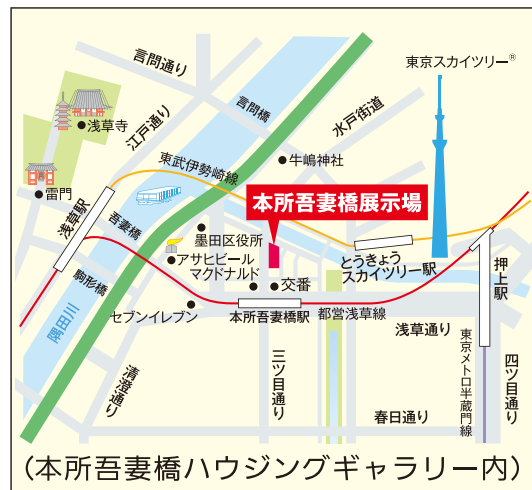 言問通り
東京スカイツリー®
江戸通り
言問橋
水戸街道
浅草寺
牛嶋神社
東武伊勢崎線
雷門
浅草駅
吾妻橋
本所吾妻橋展示場
墨田区役所
アサヒビール
マクドナルド
交番
とうきょう
スカイツリー駅
押上駅
駒形橋
セブンイレブン
本所吾妻橋駅
都営浅草線
浅草通り
隅田川
清澄通り
三ツ目通り
東京メトロ半蔵門線
四ツ目通り
春日通り
(本所吾妻橋ハウジングギャラリー内)